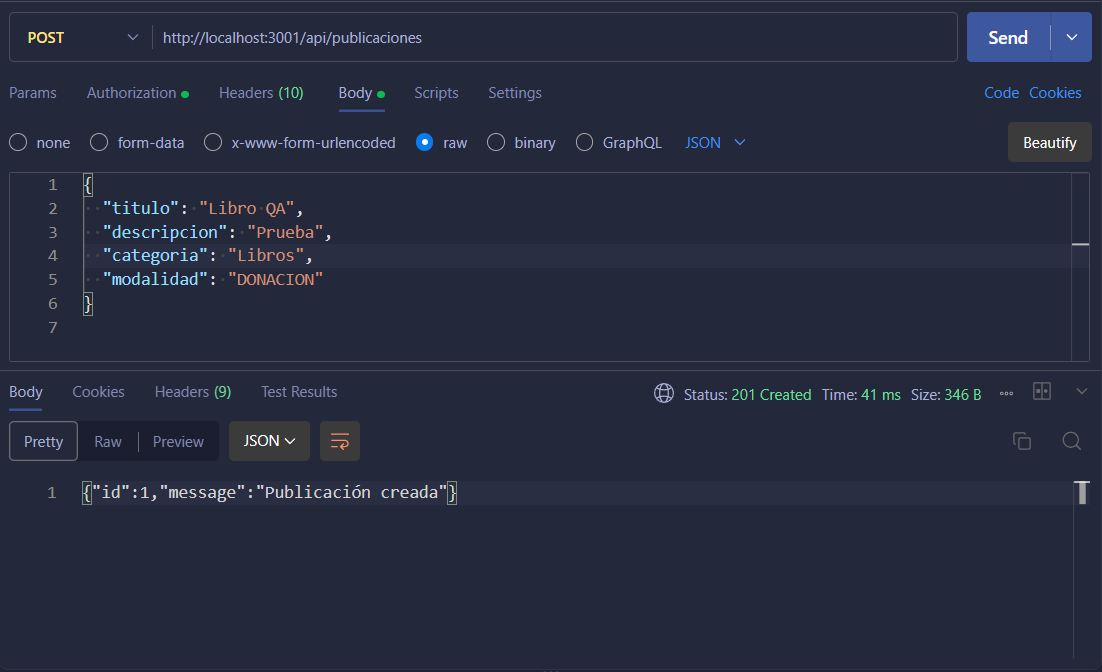 POST http://localhost:3001/api/publicaciones Send
Params Authorization Headers (10) Body Scripts Settings Code Cookies
none form-data x-www-form-urlencoded raw binary GraphQL JSON Beautify
1 {
2 "titulo": "Libro QA",
3 "descripcion": "Prueba",
4 "categoria": "Libros",
5 "modalidad": "DONACION"
6 }
7
Body Cookies Headers (9) Test Results Status: 201 Created Time: 41 ms Size: 346 B
Pretty Raw Preview JSON
1 {"id":1,"message":"Publicación creada"}